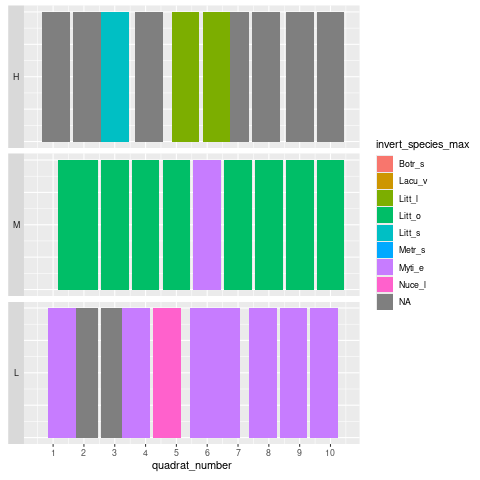 H
M
L
1 2 3 4 5 6 7 8 9 10
quadrat_number
invert_species_max
Botr_s
Lacu_v
Litt_l
Litt_o
Litt_s
Metr_s
Myti_e
Nuce_l
NA